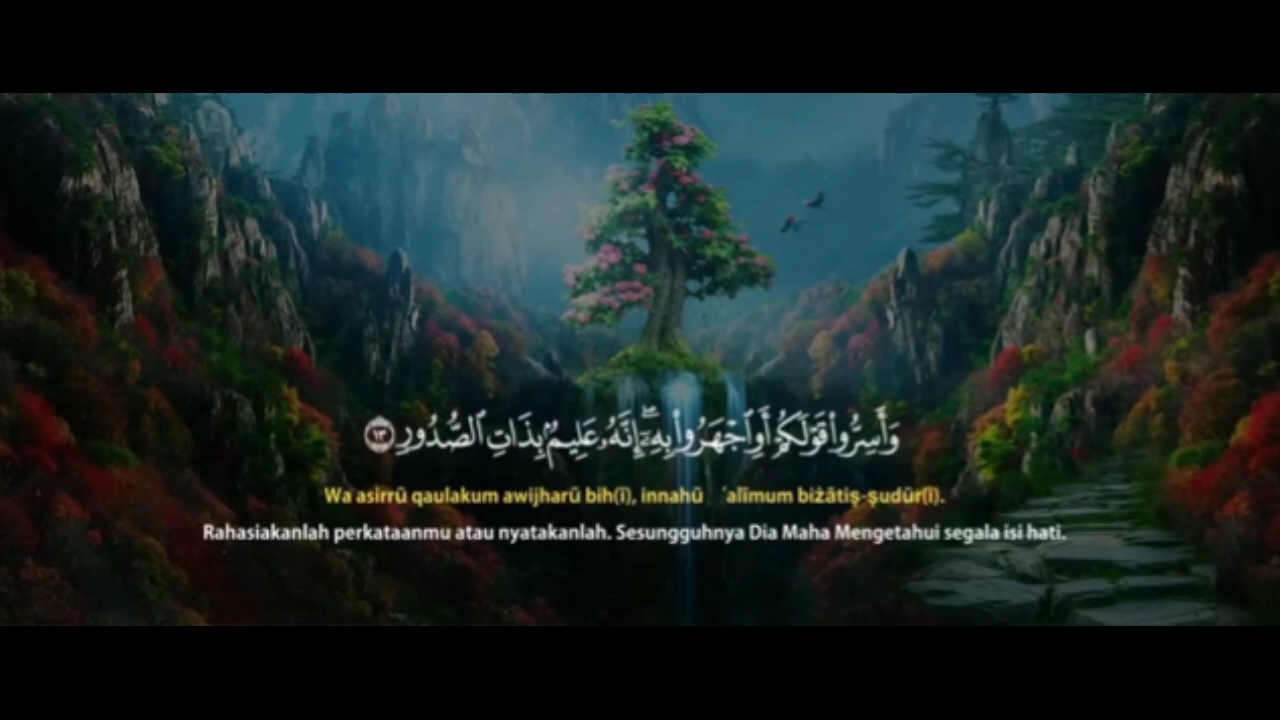 وَأَسِرُّوا۟ قَوْلَكُمْ أَوِ ٱجْهَرُوا۟ بِهِۦٓ ۖ إِنَّهُۥ عَلِيمٌۢ بِذَاتِ ٱلصُّدُورِ ١٣
Wa asirrū qaulakum awijharū bih(ī), innahū ‘alīmum biżātiṣ-ṣudūr(i).
Rahasiakanlah perkataanmu atau nyatakanlah. Sesungguhnya Dia Maha Mengetahui segala isi hati.